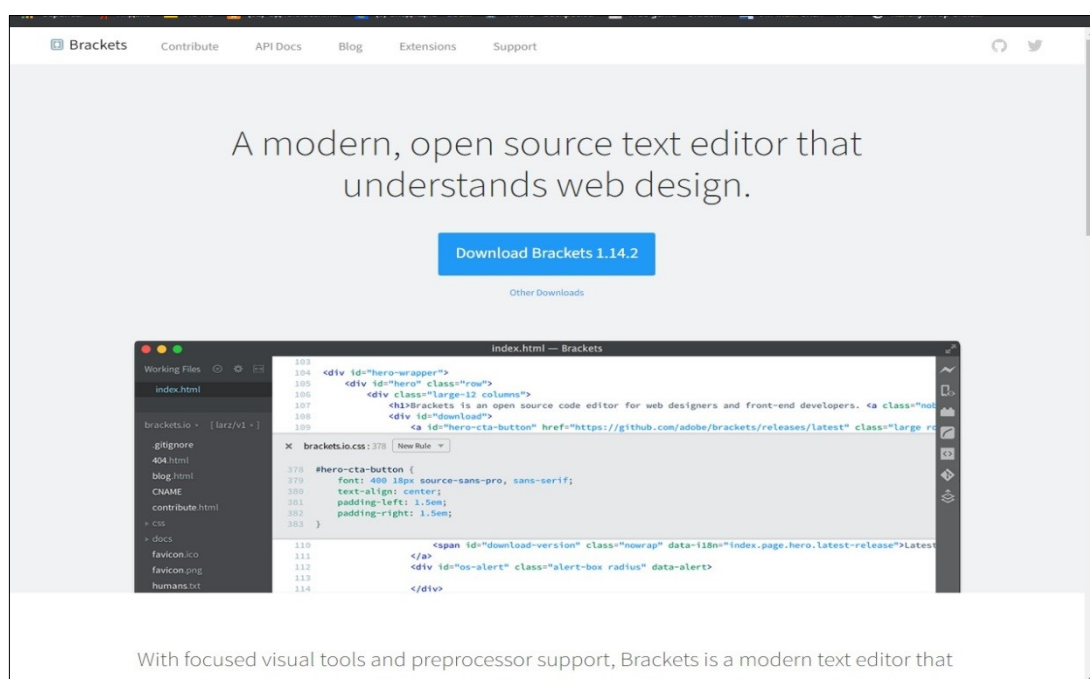 Brackets Contribute API Docs Blog Extensions Support
A modern, open source text editor that
understands web design.
Download Brackets 1.14.2
Other Downloads
index.html — Brackets
Working Files
index.html
brackets.io - [ larz/v1 - ]
.gitignore
404.html
blog.html
CNAME
contribute.html
css
docs
favicon.ico
favicon.png
humans.txt
103
104 <div id="hero-wrapper">
105 <div id="hero" class="row">
106 <div class="large-12 columns">
107 <h1>Brackets is an open source code editor for web designers and front-end developers. <a class="nob
108 <div id="download">
109 <a id="hero-cta-button" href="https://github.com/adobe/brackets/releases/latest" class="large ro
× brackets.io.css : 378 New Rule
378 #hero-cta-button {
379 font: 400 18px source-sans-pro, sans-serif;
380 text-align: center;
381 padding-left: 1.5em;
382 padding-right: 1.5em;
383 }
110 <span id="download-version" class="nowrap" data-i18n="index.page.hero.latest-release">Latest
111 </a>
112 <div id="os-alert" class="alert-box radius" data-alert>
113
114 </div>
With focused visual tools and preprocessor support, Brackets is a modern text editor that